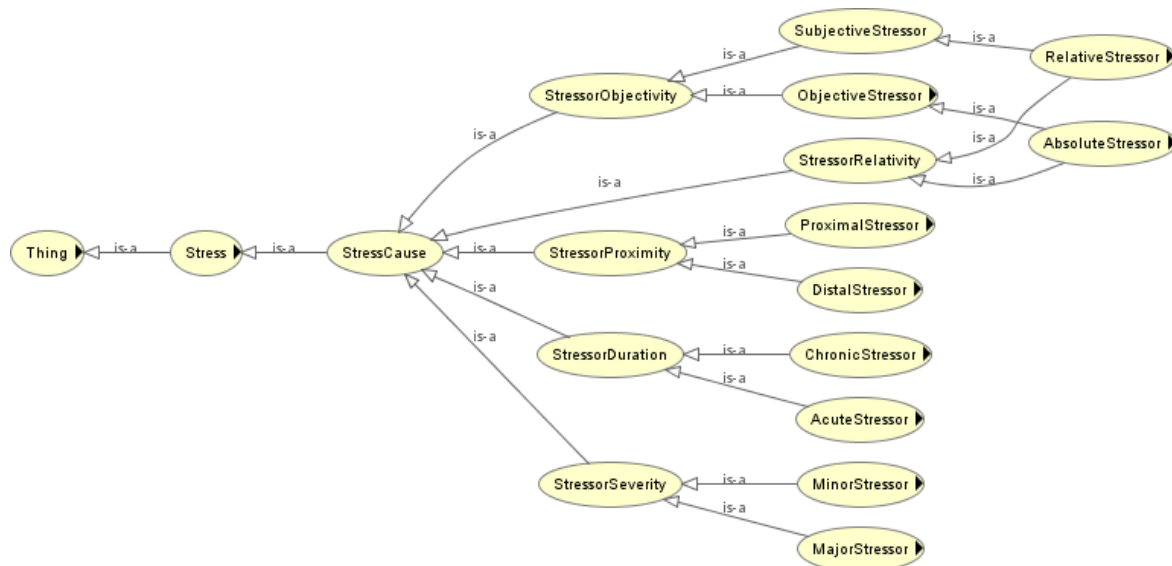 SubjectiveStressor
is-a
RelativeStressor
is-a
StressorObjectivity
is-a
ObjectiveStressor
is-a
AbsoluteStressor
is-a
is-a
StressorRelativity
is-a
is-a
ProximalStressor
is-a
Thing
is-a
Stress
is-a
StressCause
is-a
StressorProximity
is-a
DistalStressor
is-a
is-a
StressorDuration
is-a
ChronicStressor
is-a
AcuteStressor
StressorSeverity
is-a
MinorStressor
is-a
MajorStressor